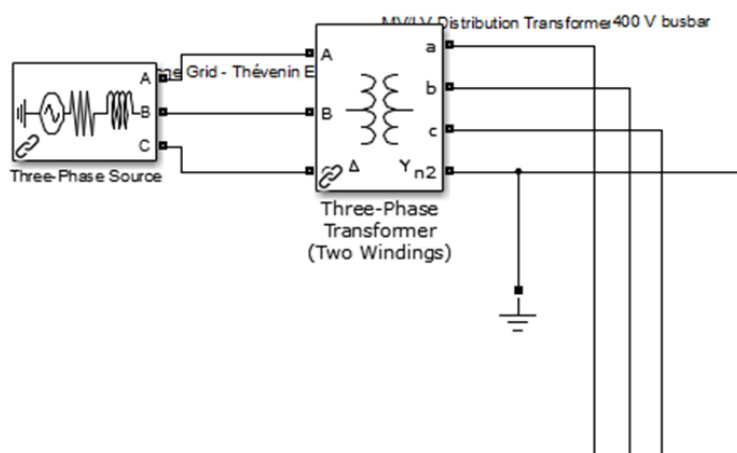 MV/LV Distribution Transformer
400 V busbar
Grid - Thévenin E
A
B
C
Three-Phase Source
A
B
Δ
Y
a
b
c
n2
Three-Phase
Transformer
(Two Windings)